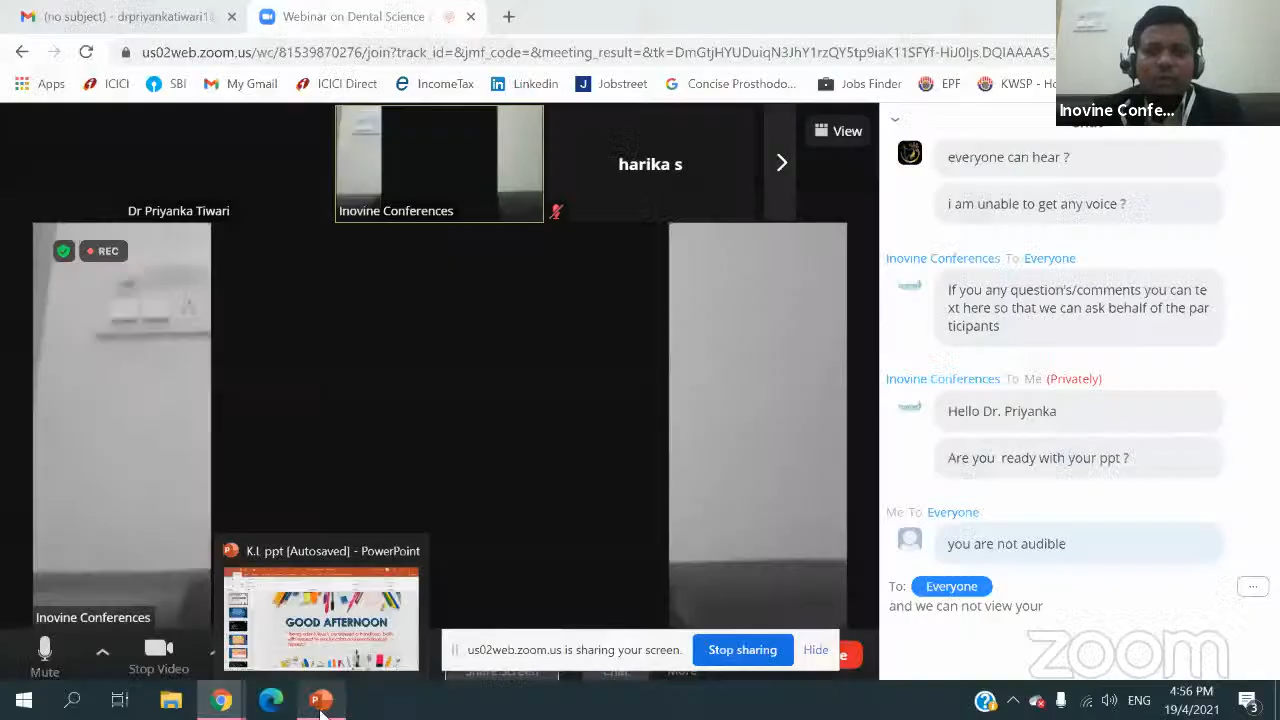 (no subject) - drpriyankatiwari1
Webinar on Dental Science
us02web.zoom.us/wc/81539870276/join?track_id=&jmf_code=&meeting_result=&tk=
Apps
ICICI
SBI
My Gmail
ICICI Direct
IncomeTax
LinkedIn
Jobstreet
Concise Prosthodo...
Jobs Finder
EPF
KWSP - Ho
Inovine Confe...
View
harika s
Inovine Conferences
Dr Priyanka Tiwari
REC
everyone can hear ?
i am unable to get any voice ?
Inovine Conferences To Everyone
If you any question's/comments you can te
xt here so that we can ask behalf of the par
ticipants
Inovine Conferences To Me (Privately)
Hello Dr. Priyanka
Are you ready with your ppt ?
Me To Everyone
you are not audible
To: Everyone
and we can not view your
K.L ppt [Autosaved] - PowerPoint
GOOD AFTERNOON
Inovine Conferences
Mute
Stop Video
us02web.zoom.us is sharing your screen.
Stop sharing
Hide
zoom
ENG
4:56 PM
19/4/2021
3